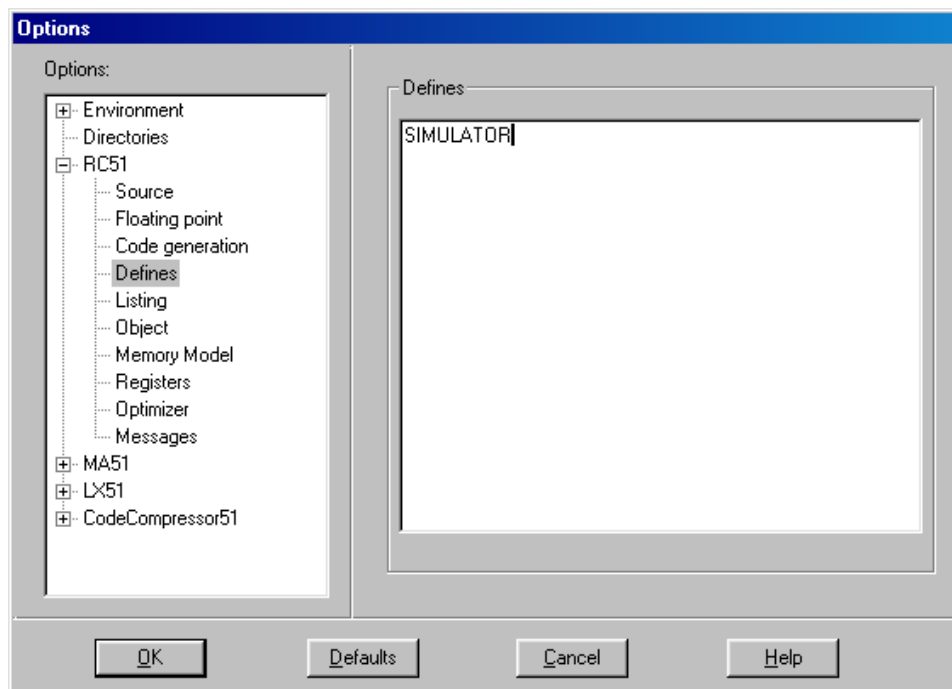 Options
Options:
Environment
Directories
RC51
Source
Floating point
Code generation
Defines
Listing
Object
Memory Model
Registers
Optimizer
Messages
MA51
LX51
CodeCompressor51
Defines
SIMULATOR
OK
Defaults
Cancel
Help